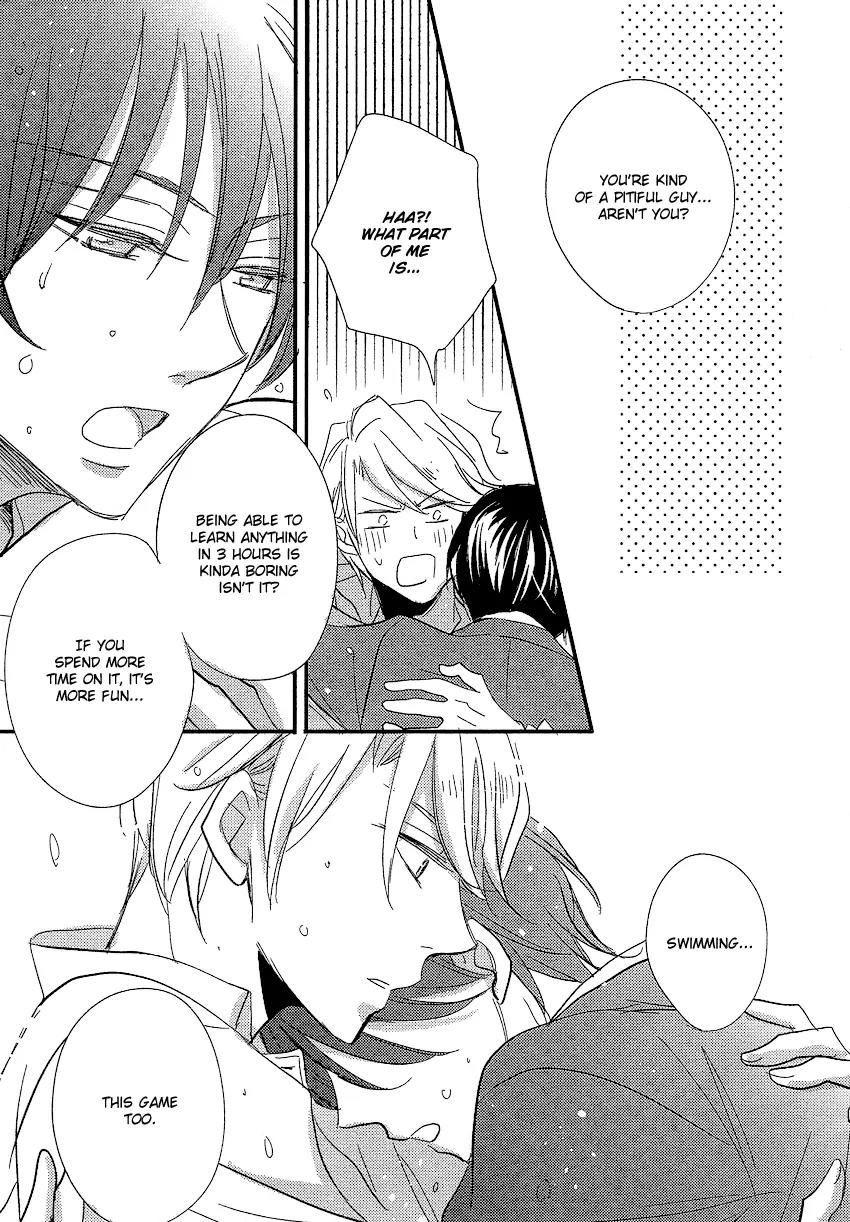 YOU'RE KIND
OF A PITIFUL GUY...
AREN'T YOU?
HAA?!
WHAT PART
OF ME
IS...
BEING ABLE TO
LEARN ANYTHING
IN 3 HOURS IS
KINDA BORING
ISN'T IT?
IF YOU
SPEND MORE
TIME ON IT, IT'S
MORE FUN...
SWIMMING...
THIS GAME
TOO.